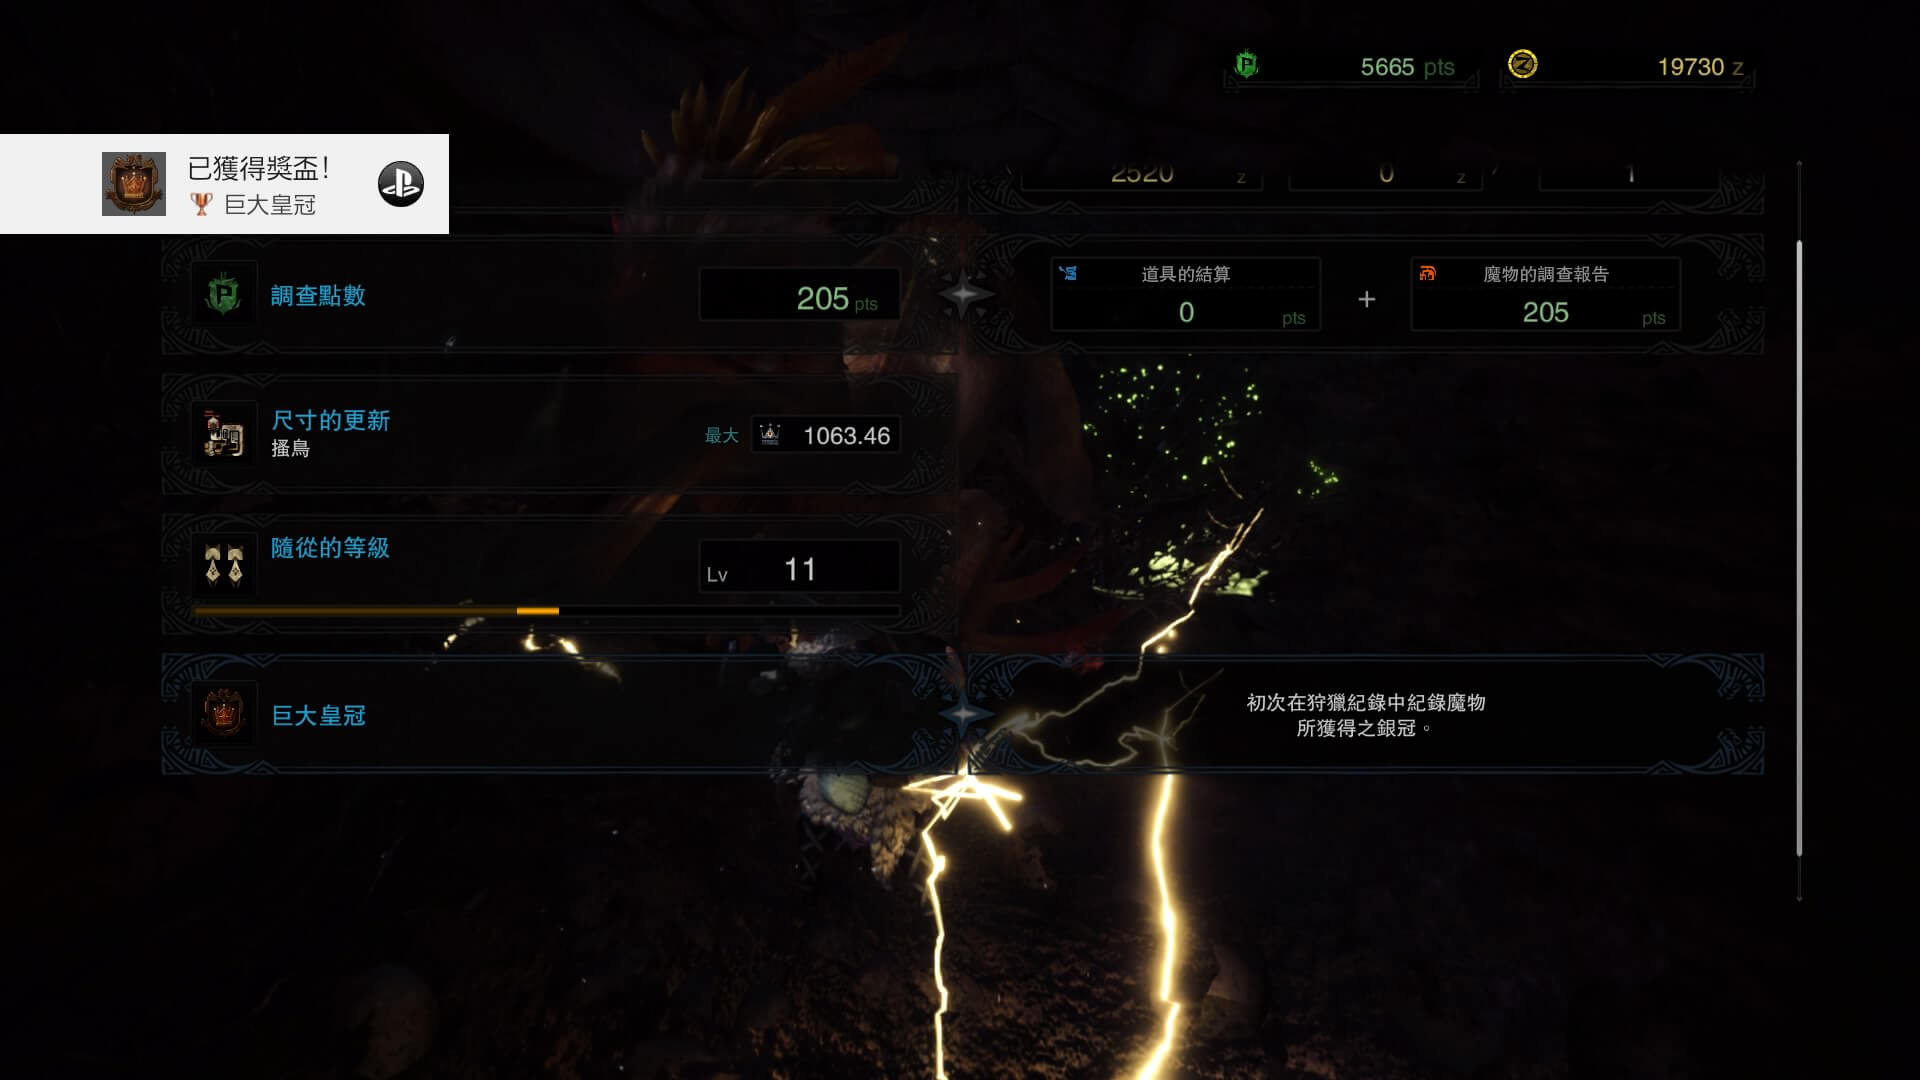 5665 pts
19730 z
已獲得獎盃！
巨大皇冠
2520 z
0 z
1
調查點數
205 pts
道具的結算
0 pts
+
魔物的調查報告
205 pts
尺寸的更新
搔鳥
最大 1063.46
隨從的等級
Lv 11
巨大皇冠
初次在狩獵紀錄中紀錄魔物
所獲得之銀冠。